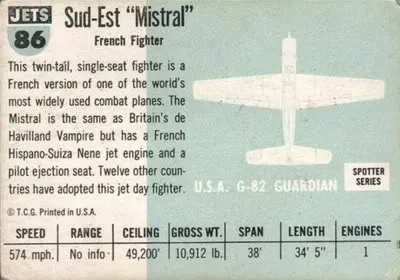 JETS
86
Sud-Est "Mistral"
French Fighter
This twin-tail, single-seat fighter is a
French version of one of the world's
most widely used combat planes. The
Mistral is the same as Britain's de
Havilland Vampire but has a French
Hispano-Suiza Nene jet engine and a
pilot ejection seat. Twelve other coun-
tries have adopted this jet day fighter.
© T.C.G. Printed in U.S.A.
U.S.A. G-82 GUARDIAN
SPOTTER
SERIES
SPEED RANGE CEILING GROSS WT. SPAN LENGTH ENGINES
574 mph. No info 49,200' 10,912 lb. 38' 34' 5" 1